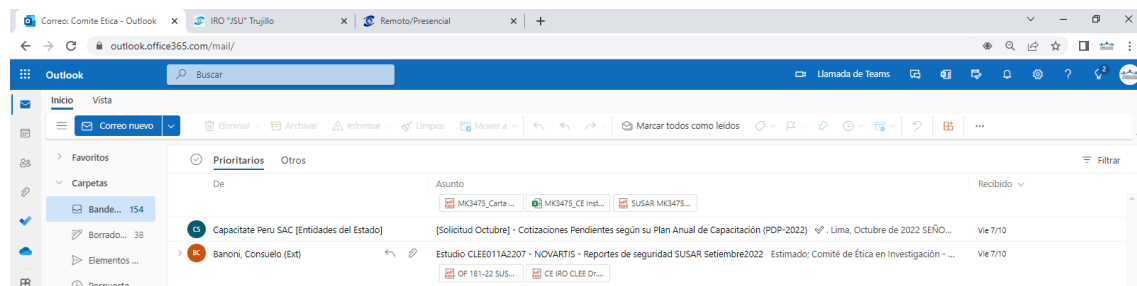 Correo: Comite Etica - Outlook
IRO "JSU" Trujillo
Remoto/Presencial
outlook.office365.com/mail/
Outlook
Buscar
Llamada de Teams
2
Inicio Vista
Correo nuevo
Eliminar
Archivar
Informar
Limpiar
Mover a
Marcar todos como leídos
Favoritos
Prioritarios Otros
Filtrar
Carpetas
De
Asunto
Recibido
MK3475_Carta ...
MK3475_CE Inst...
SUSAR MK3475...
Bande... 154
CS Capacitate Peru SAC [Entidades del Estado] [Solicitud Octubre] - Cotizaciones Pendientes según su Plan Anual de Capacitación (PDP-2022) . Lima, Octubre de 2022 SEÑO... Vie 7/10
Borrado... 38
BC Banoni, Consuelo (Ext) Estudio CLEE011A2207 - NOVARTIS - Reportes de seguridad SUSAR Setiembre2022 Estimado; Comité de Ética en Investigación - ... Vie 7/10
Elementos ...
OF 181-22 SUS...
CE IRO CLEE Dr....